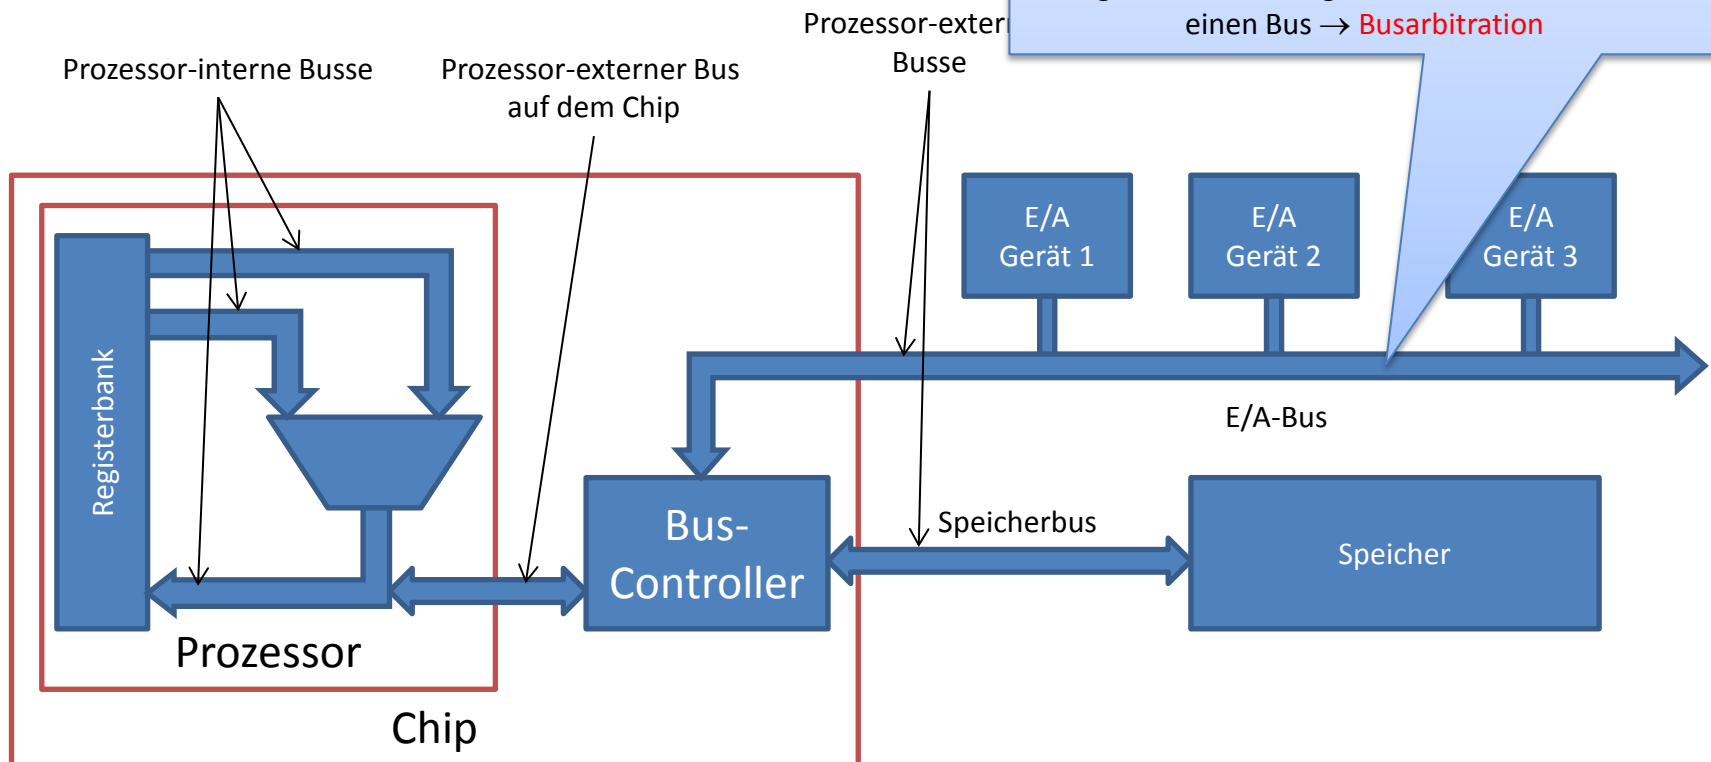 Prozessor-interne Busse
Prozessor-externer Bus
auf dem Chip
Busse
einen Bus → Busarbitration
E/A
Gerät 1
E/A
Gerät 2
E/A
Gerät 3
Registerbank
E/A-Bus
Bus-
Controller
Speicherbus
Speicher
Prozessor
Chip